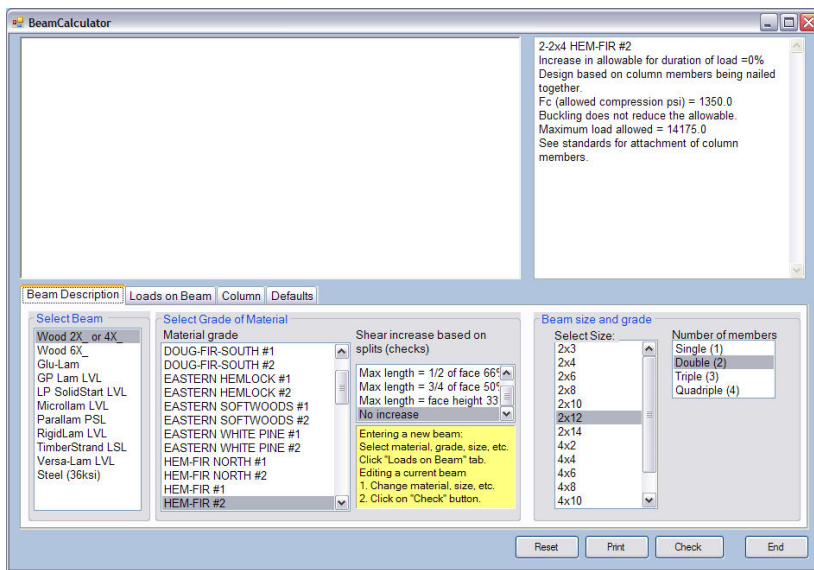 BeamCalculator
2-2x4 HEM-FIR #2
Increase in allowable for duration of load =0%
Design based on column members being nailed
together.
Fc (allowed compression psi) = 1350.0
Buckling does not reduce the allowable.
Maximum load allowed = 14175.0
See standards for attachment of column
members.
Beam Description Loads on Beam Column Defaults
Select Beam
Wood 2X_ or 4X_
Wood 6X_
Glu-Lam
GP Lam LVL
LP SolidStart LVL
Microllam LVL
Parallam PSL
RigidLam LVL
TimberStrand LSL
Versa-Lam LVL
Steel (36ksi)
Select Grade of Material
Material grade
DOUG-FIR-SOUTH #1
DOUG-FIR-SOUTH #2
EASTERN HEMLOCK #1
EASTERN HEMLOCK #2
EASTERN SOFTWOODS #1
EASTERN SOFTWOODS #2
EASTERN WHITE PINE #1
EASTERN WHITE PINE #2
HEM-FIR NORTH #1
HEM-FIR NORTH #2
HEM-FIR #1
HEM-FIR #2
Shear increase based on
splits (checks)
Max length = 1/2 of face 66%
Max length = 3/4 of face 50%
Max length = face height 33
No increase
Entering a new beam:
Select material, grade, size, etc.
Click "Loads on Beam" tab.
Editing a current beam
1. Change material, size, etc.
2. Click on "Check" button.
Beam size and grade
Select Size:
2x3
2x4
2x6
2x8
2x10
2x12
2x14
4x2
4x4
4x6
4x8
4x10
Number of members
Single (1)
Double (2)
Triple (3)
Quadriple (4)
Reset Print Check End